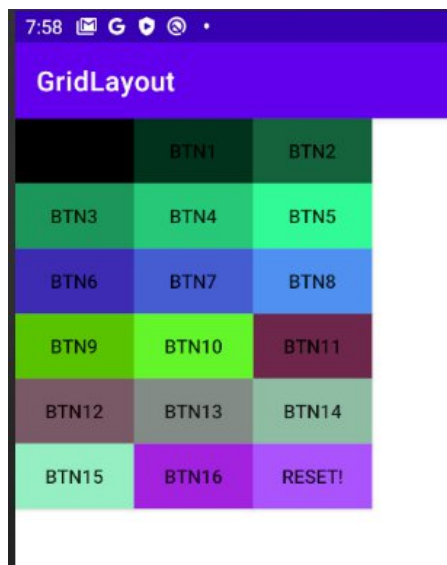 7:58
GridLayout
BTN1 BTN2
BTN3 BTN4 BTN5
BTN6 BTN7 BTN8
BTN9 BTN10 BTN11
BTN12 BTN13 BTN14
BTN15 BTN16 RESET!